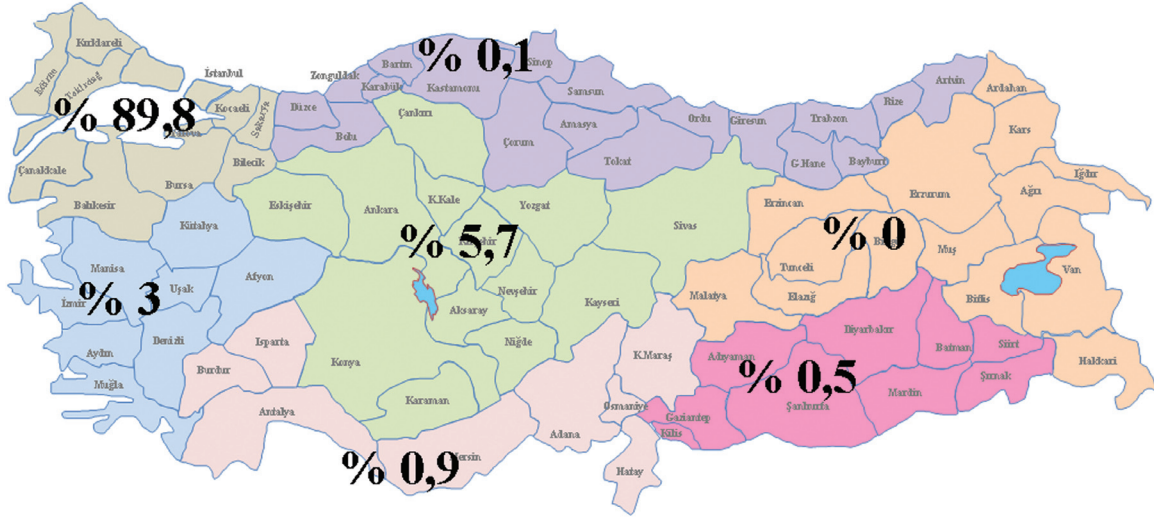 Kırklareli
Edirne
Tekirdağ
İstanbul
Kocaeli
Sakarya
Yalova
% 89,8
Çanakkale
Balıkesir
Bursa
Bilecik
Zonguldak
Bartın
Karabük
Kastamonu
% 0,1
Sinop
Samsun
Düzce
Bolu
Çorum
Amasya
Tokat
Ordu
Giresun
Trabzon
G.Hane
Bayburt
Rize
Artvin
Ardahan
Kars
Iğdır
Ağrı
Erzurum
Erzincan
Tunceli
% 0
Muş
Van
Bitlis
Elazığ
Malatya
Hakkari
Çankırı
Eskişehir
Ankara
K.Kale
Yozgat
Sivas
% 5,7
Nevşehir
Kayseri
Aksaray
Niğde
Konya
Karaman
Kütahya
Manisa
Uşak
Afyon
İzmir
% 3
Aydın
Denizli
Muğla
Isparta
Burdur
Antalya
% 0,9
Mersin
Adana
K.Maraş
Osmaniye
Hatay
Diyarbakır
Batman
Siirt
Şırnak
Mardin
Adıyaman
% 0,5
Şanlıurfa
Gaziantep
Kilis